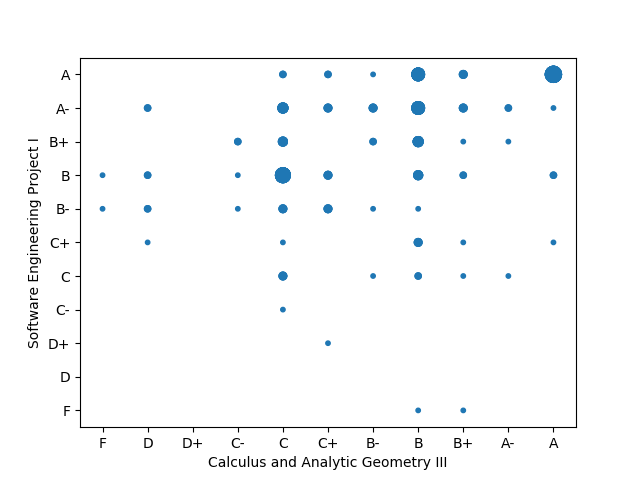 Software Engineering Project I
A
A-
B+
B
B-
C+
C
C-
D+
D
F
F D D+ C- C C+ B- B B+ A- A
Calculus and Analytic Geometry III